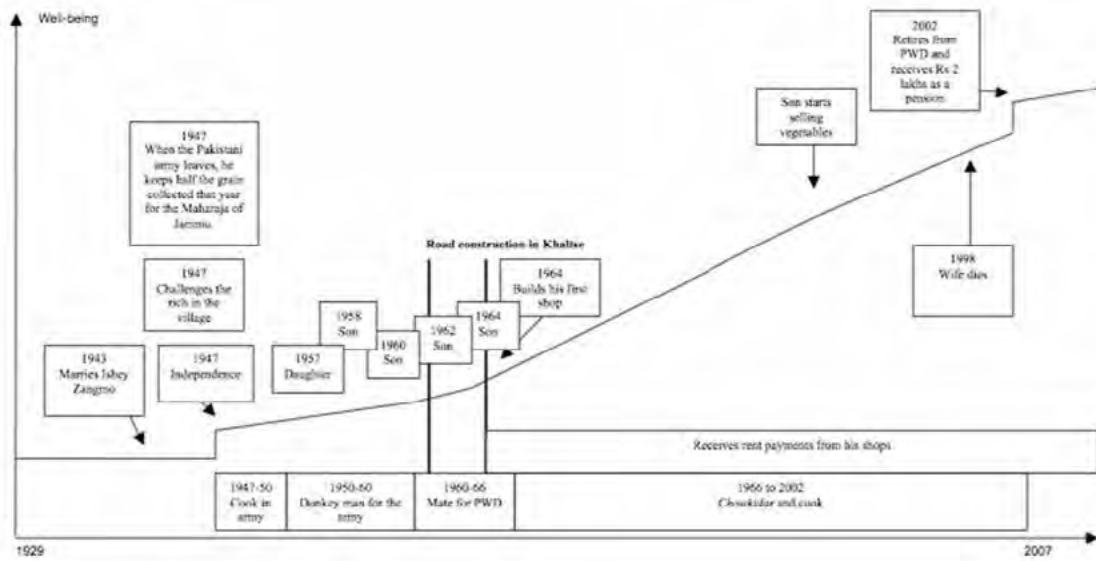 Well-being
2002
Retires from
PWD and
receives Rs 2
lakhs as a
pension
Son starts
selling
vegetables
1947
When the Pakistani
army leaves, he
keeps half the grain
collected that year
for the Maharaja of
Jammu.
Road construction in Khaltse
1947
Challenges the
rich in the
village
1964
Builds his first
shop
1998
Wife dies
1958
Son
1960
Son
1962
Son
1964
Son
1943
Marries Ishey
Zangmo
1947
Independence
1957
Daughter
Receives rent payments from his shops
1947-50
Cook in
army
1950-60
Donkey man for the
army
1960-66
Mate for PWD
1966 to 2002
Chowkidar and cook
1929
2007